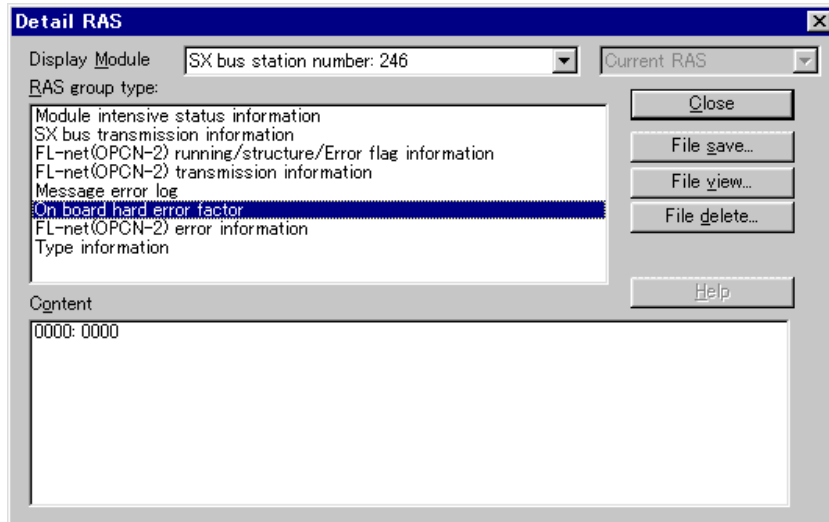 Detail RAS
Display Module SX bus station number: 246 Current RAS
RAS group type:
Module intensive status information
SX bus transmission information
FL-net(OPCN-2) running/structure/Error flag information
FL-net(OPCN-2) transmission information
Message error log
On board hard error factor
FL-net(OPCN-2) error information
Type information
Close
File save...
File view...
File delete...
Help
Content
0000: 0000